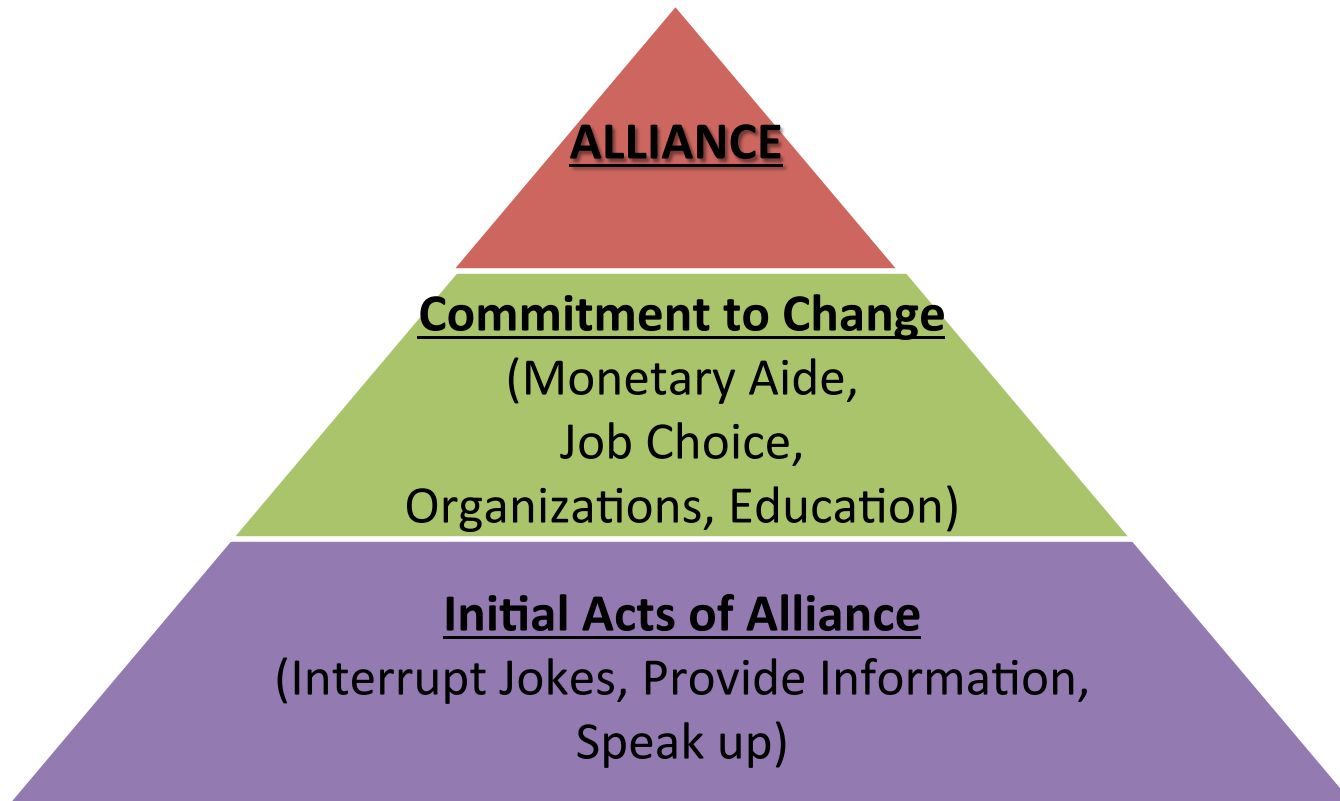 ALLIANCE
Commitment to Change
(Monetary Aide,
Job Choice,
Organizations, Education)
Initial Acts of Alliance
(Interrupt Jokes, Provide Information,
Speak up)